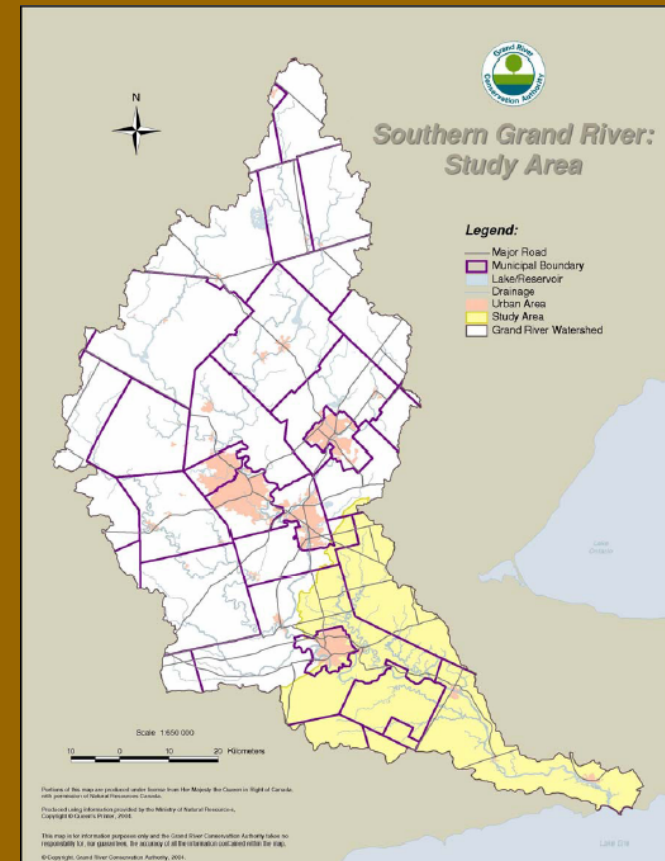 Grand River
Conservation Authority
N
Southern Grand River:
Study Area
Legend:
Major Road
Municipal Boundary
Lake/Reservoir
Drainage
Urban Area
Study Area
Grand River Watershed
Lake
Ontario
Scale 1:650 000
10 0 10 20 Kilometers
Portions of this map are produced under license from Her Majesty the Queen in Right of Canada,
with permission of Natural Resources Canada.
Produced using information provided by the Ministry of Natural Resources,
Copyright © Queen's Printer,
This map is for information purposes only and the Grand River Conservation Authority takes no
responsibility for, nor guarantees, the accuracy of all the information contained within the map.
© Copyright, Grand River Conservation Authority, 2004.
Lake Erie